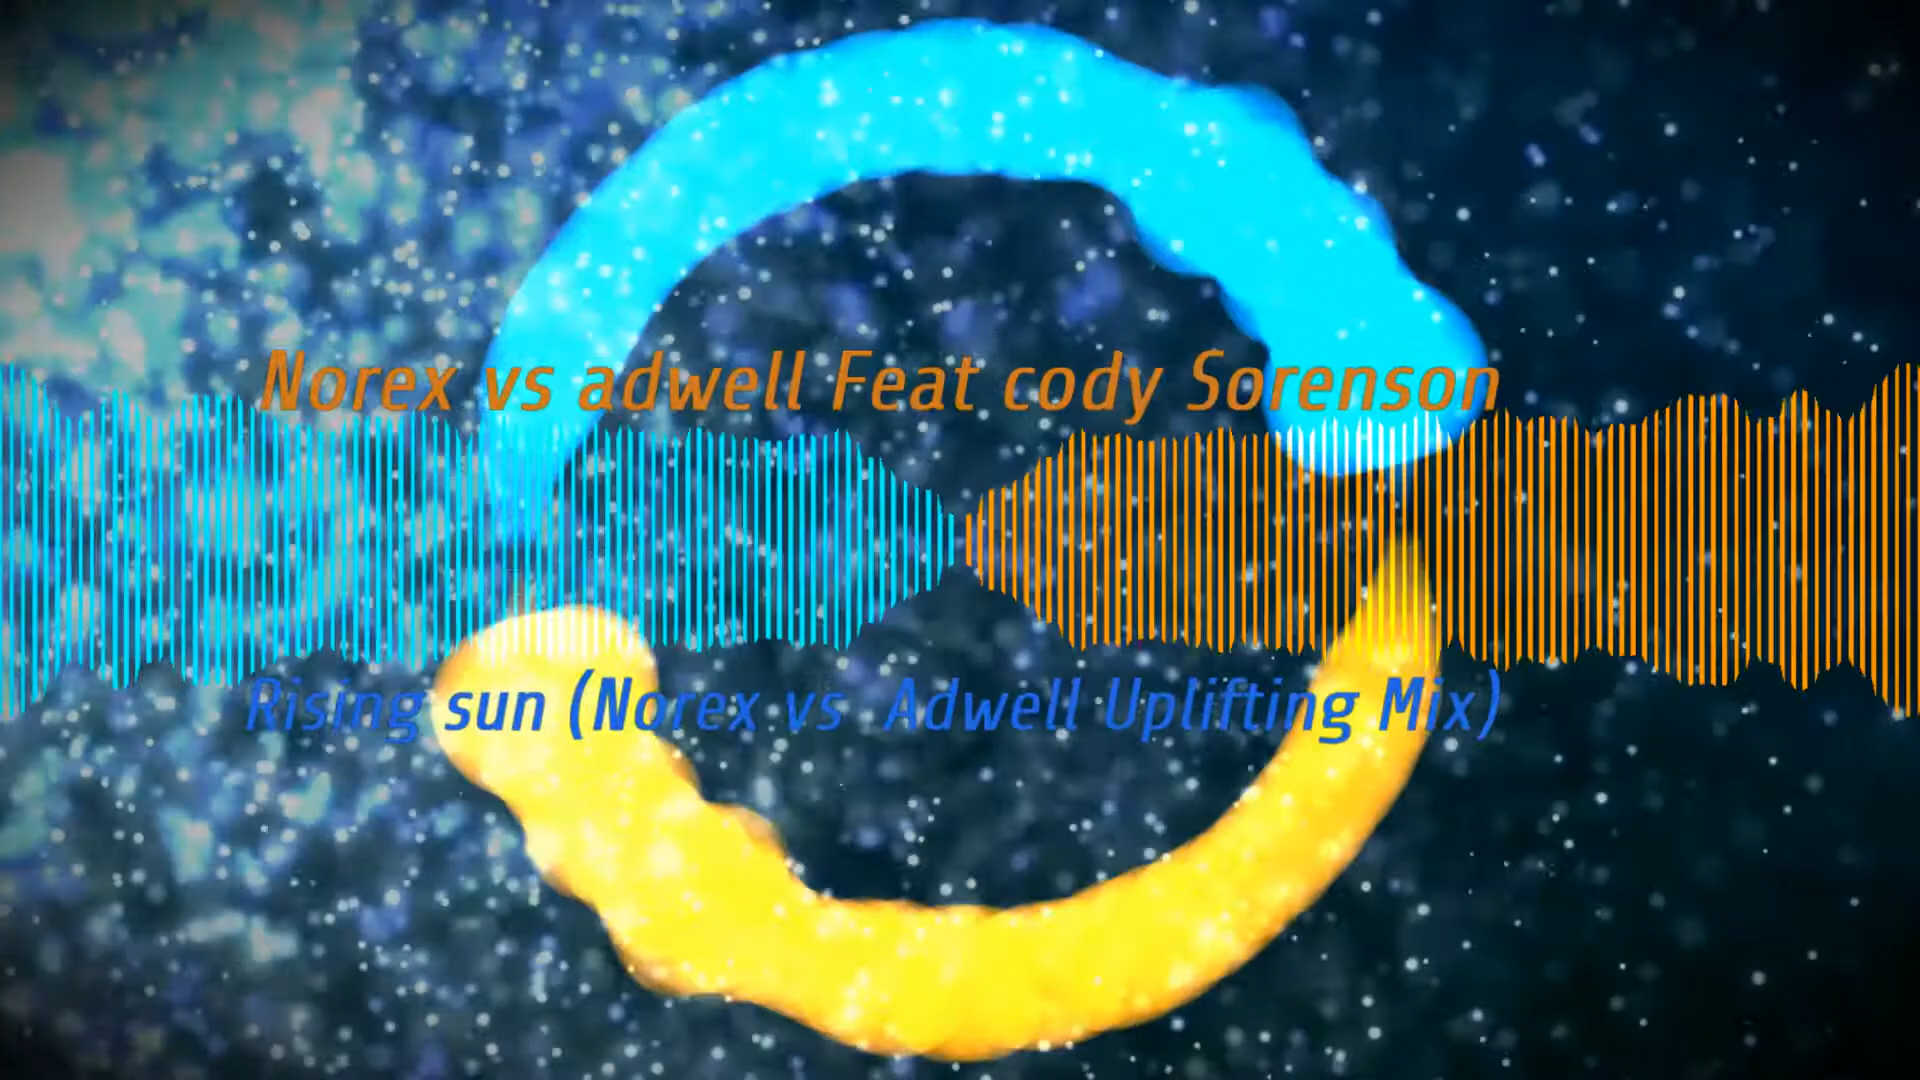 Norex vs adwell Feat cody Sorenson
Rising sun (Norex vs  Adwell Uplifting Mix)